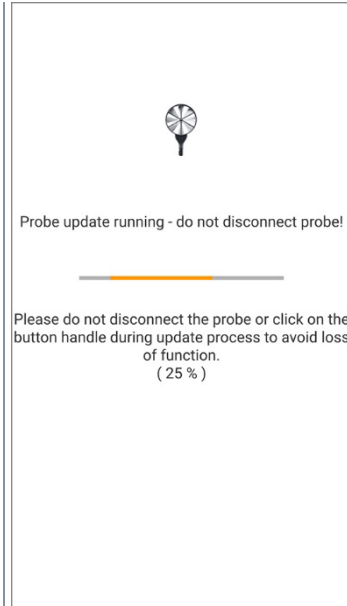 Probe update running - do not disconnect probe!
Please do not disconnect the probe or click on the
button handle during update process to avoid loss
of function.
( 25 % )